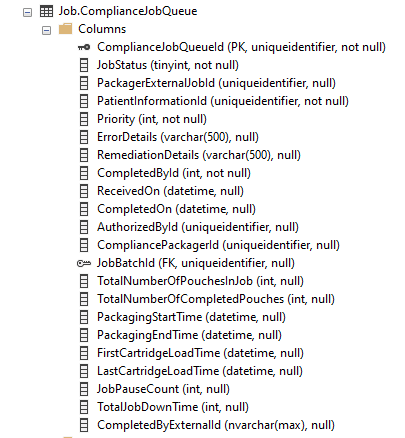 Job.ComplianceJobQueue
Columns
ComplianceJobQueueId (PK, uniqueidentifier, not null)
JobStatus (tinyint, not null)
PackagerExternalJobId (uniqueidentifier, null)
PatientInformationId (uniqueidentifier, not null)
Priority (int, not null)
ErrorDetails (varchar(500), null)
RemediationDetails (varchar(500), null)
CompletedById (int, not null)
ReceivedOn (datetime, null)
CompletedOn (datetime, null)
AuthorizedById (uniqueidentifier, null)
CompliancePackagerId (uniqueidentifier, null)
JobBatchId (FK, uniqueidentifier, null)
TotalNumberOfPouchesInJob (int, null)
TotalNumberOfCompletedPouches (int, null)
PackagingStartTime (datetime, null)
PackagingEndTime (datetime, null)
FirstCartridgeLoadTime (datetime, null)
LastCartridgeLoadTime (datetime, null)
JobPauseCount (int, null)
TotalJobDownTime (int, null)
CompletedByExternalId (nvarchar(max), null)